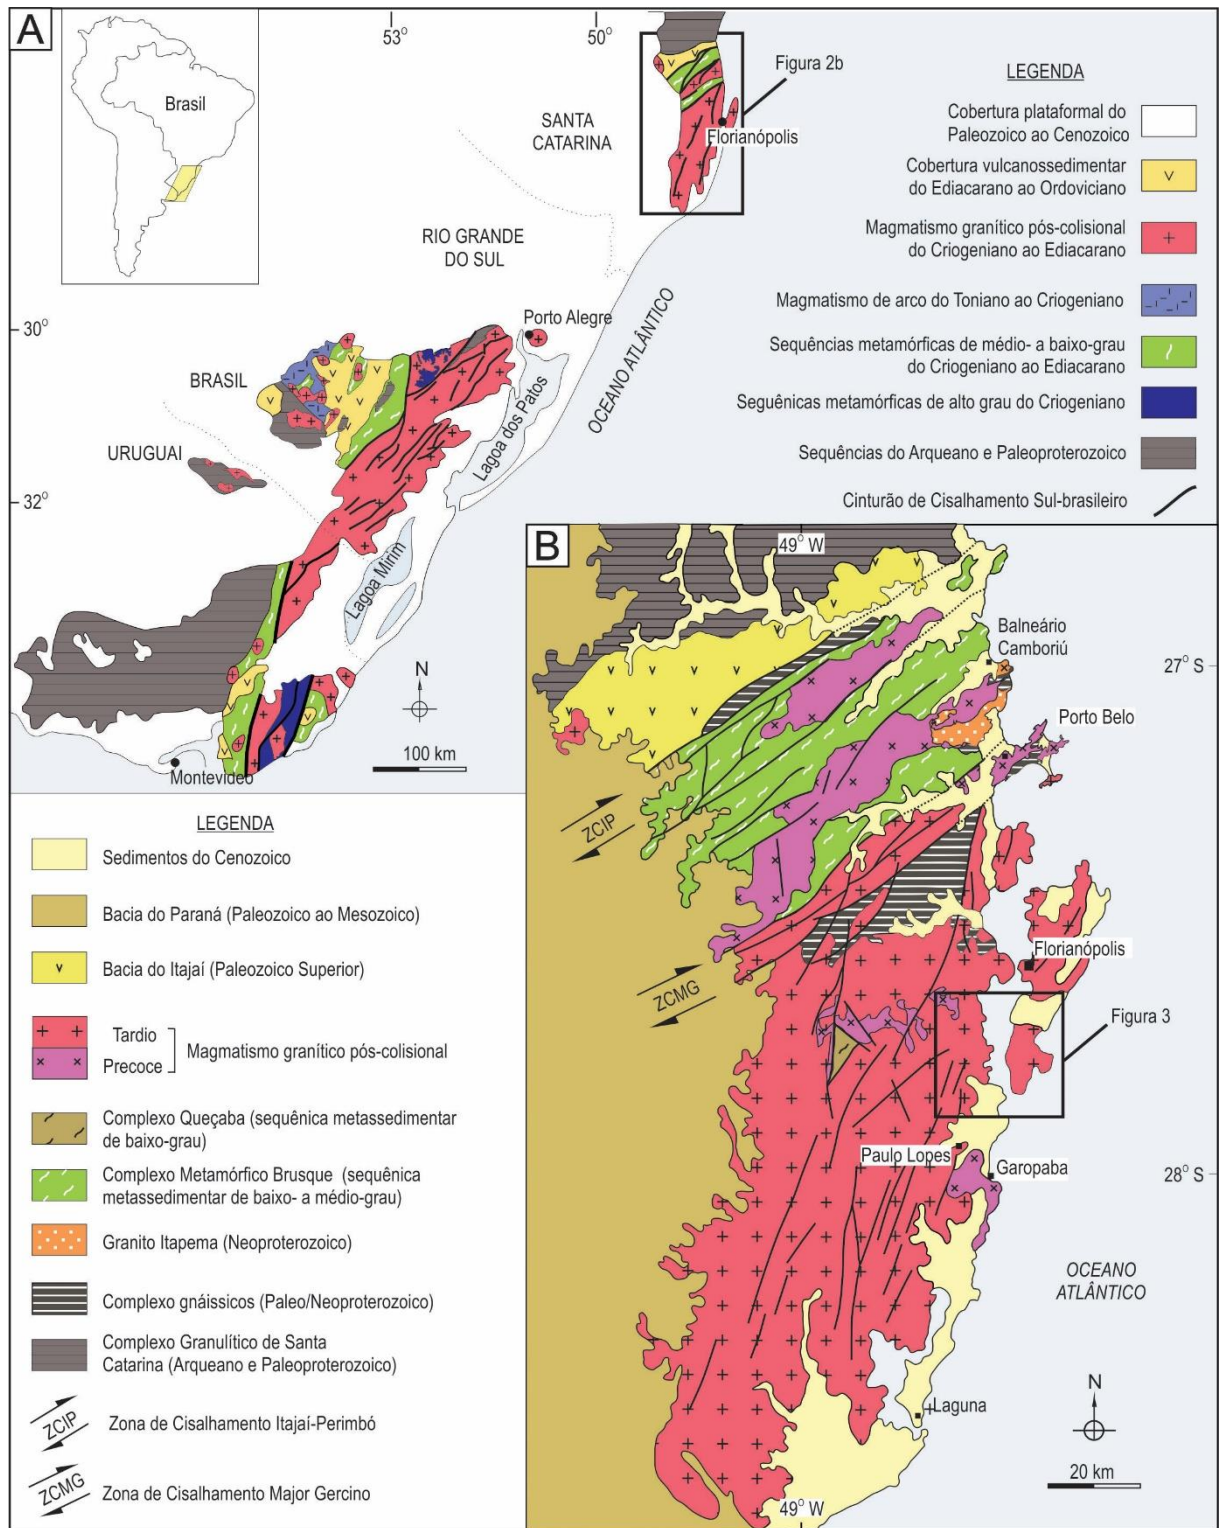 A
53°
50°
Brasil
Figura 2b
SANTA
CATARINA
Florianópolis
RIO GRANDE
DO SUL
OCEANO ATLÂNTICO
30°
Porto Alegre
BRASIL
Lagoa dos Patos
URUGUAI
32°
Lagoa Mirim
N
100 km
Montevideo
LEGENDA
Cobertura plataformal do
Paleozoico ao Cenozoico
Cobertura vulcanossedimentar
do Ediacarano ao Ordoviciano
Magmatismo granítico pós-colisional
do Criogeniano ao Ediacarano
Magmatismo de arco do Toniano ao Criogeniano
Sequências metamórficas de médio- a baixo-grau
do Criogeniano ao Ediacarano
Seguênicas metamórficas de alto grau do Criogeniano
Sequências do Arqueano e Paleoproterozoico
Cinturão de Cisalhamento Sul-brasileiro
LEGENDA
Sedimentos do Cenozoico
Bacia do Paraná (Paleozoico ao Mesozoico)
Bacia do Itajaí (Paleozoico Superior)
Tardio
Precoce
Magmatismo granítico pós-colisional
Complexo Queçaba (sequênica metassedimentar
de baixo-grau)
Complexo Metamórfico Brusque (sequênica
metassedimentar de baixo- a médio-grau)
Granito Itapema (Neoproterozoico)
Complexo gnáissicos (Paleo/Neoproterozoico)
Complexo Granulítico de Santa
Catarina (Arqueano e Paleoproterozoico)
ZCIP
Zona de Cisalhamento Itajaí-Perimbó
ZCMG
Zona de Cisalhamento Major Gercino
B
49° W
Balneário
Camboriú
27° S
Porto Belo
ZCIP
Florianópolis
ZCMG
Figura 3
Paulo Lopes
Garopaba
28° S
OCEANO
ATLÂNTICO
N
Laguna
20 km
49° W